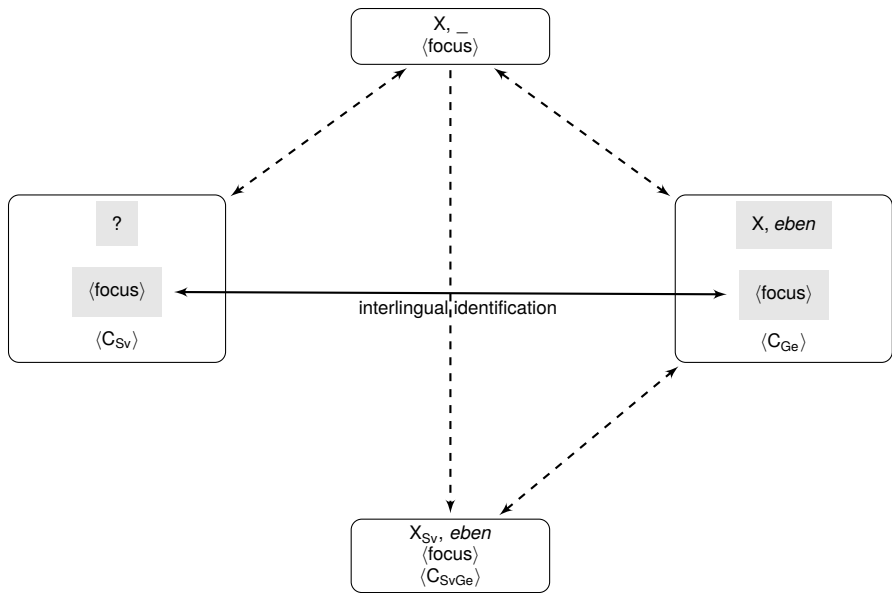 X, _
⟨focus⟩
?
⟨focus⟩
⟨C_Sv⟩
interlingual identification
X, eben
⟨focus⟩
⟨C_Ge⟩
X_Sv, eben
⟨focus⟩
⟨C_SvGe⟩